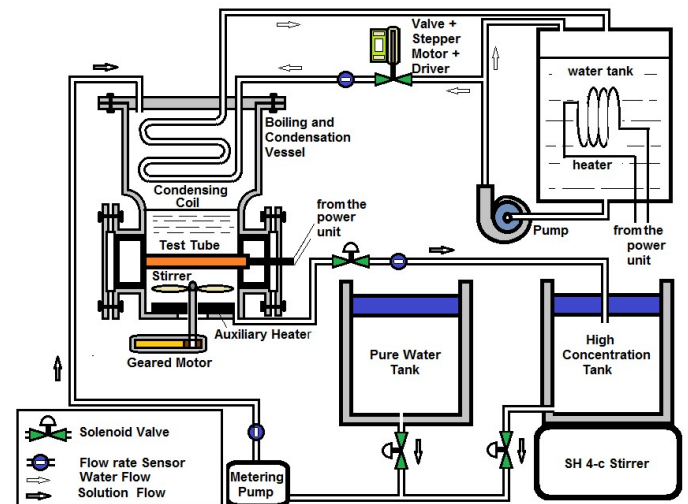 Valve +
Stepper
Motor +
Driver
water tank
heater
Boiling and
Condensation
Vessel
Condensing
Coil
from the
power
unit
Pump
from the
power
unit
Test Tube
Stirrer
Auxiliary Heater
Geared Motor
Pure Water
Tank
High
Concentration
Tank
Solenoid Valve
Flow rate Sensor
Water Flow
Solution Flow
Metering
Pump
SH 4-c Stirrer